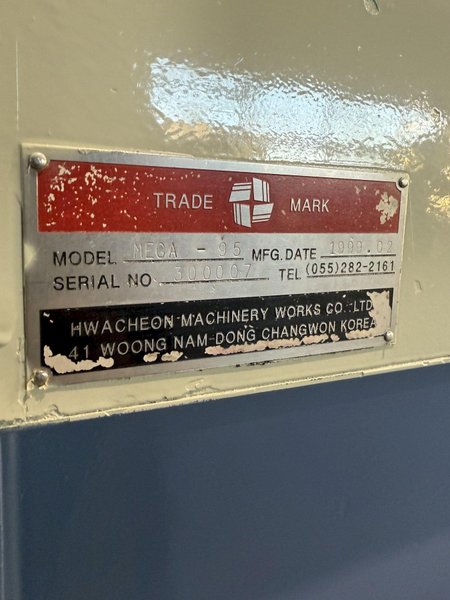 TRADE MARK
MODEL MEGA - 95 MFG. DATE 1999.02
SERIAL NO 300007 TEL (055)282-2161
HWACHEON MACHINERY WORKS CO., LTD
41 WOONG NAM-DONG CHANGWON KOREA